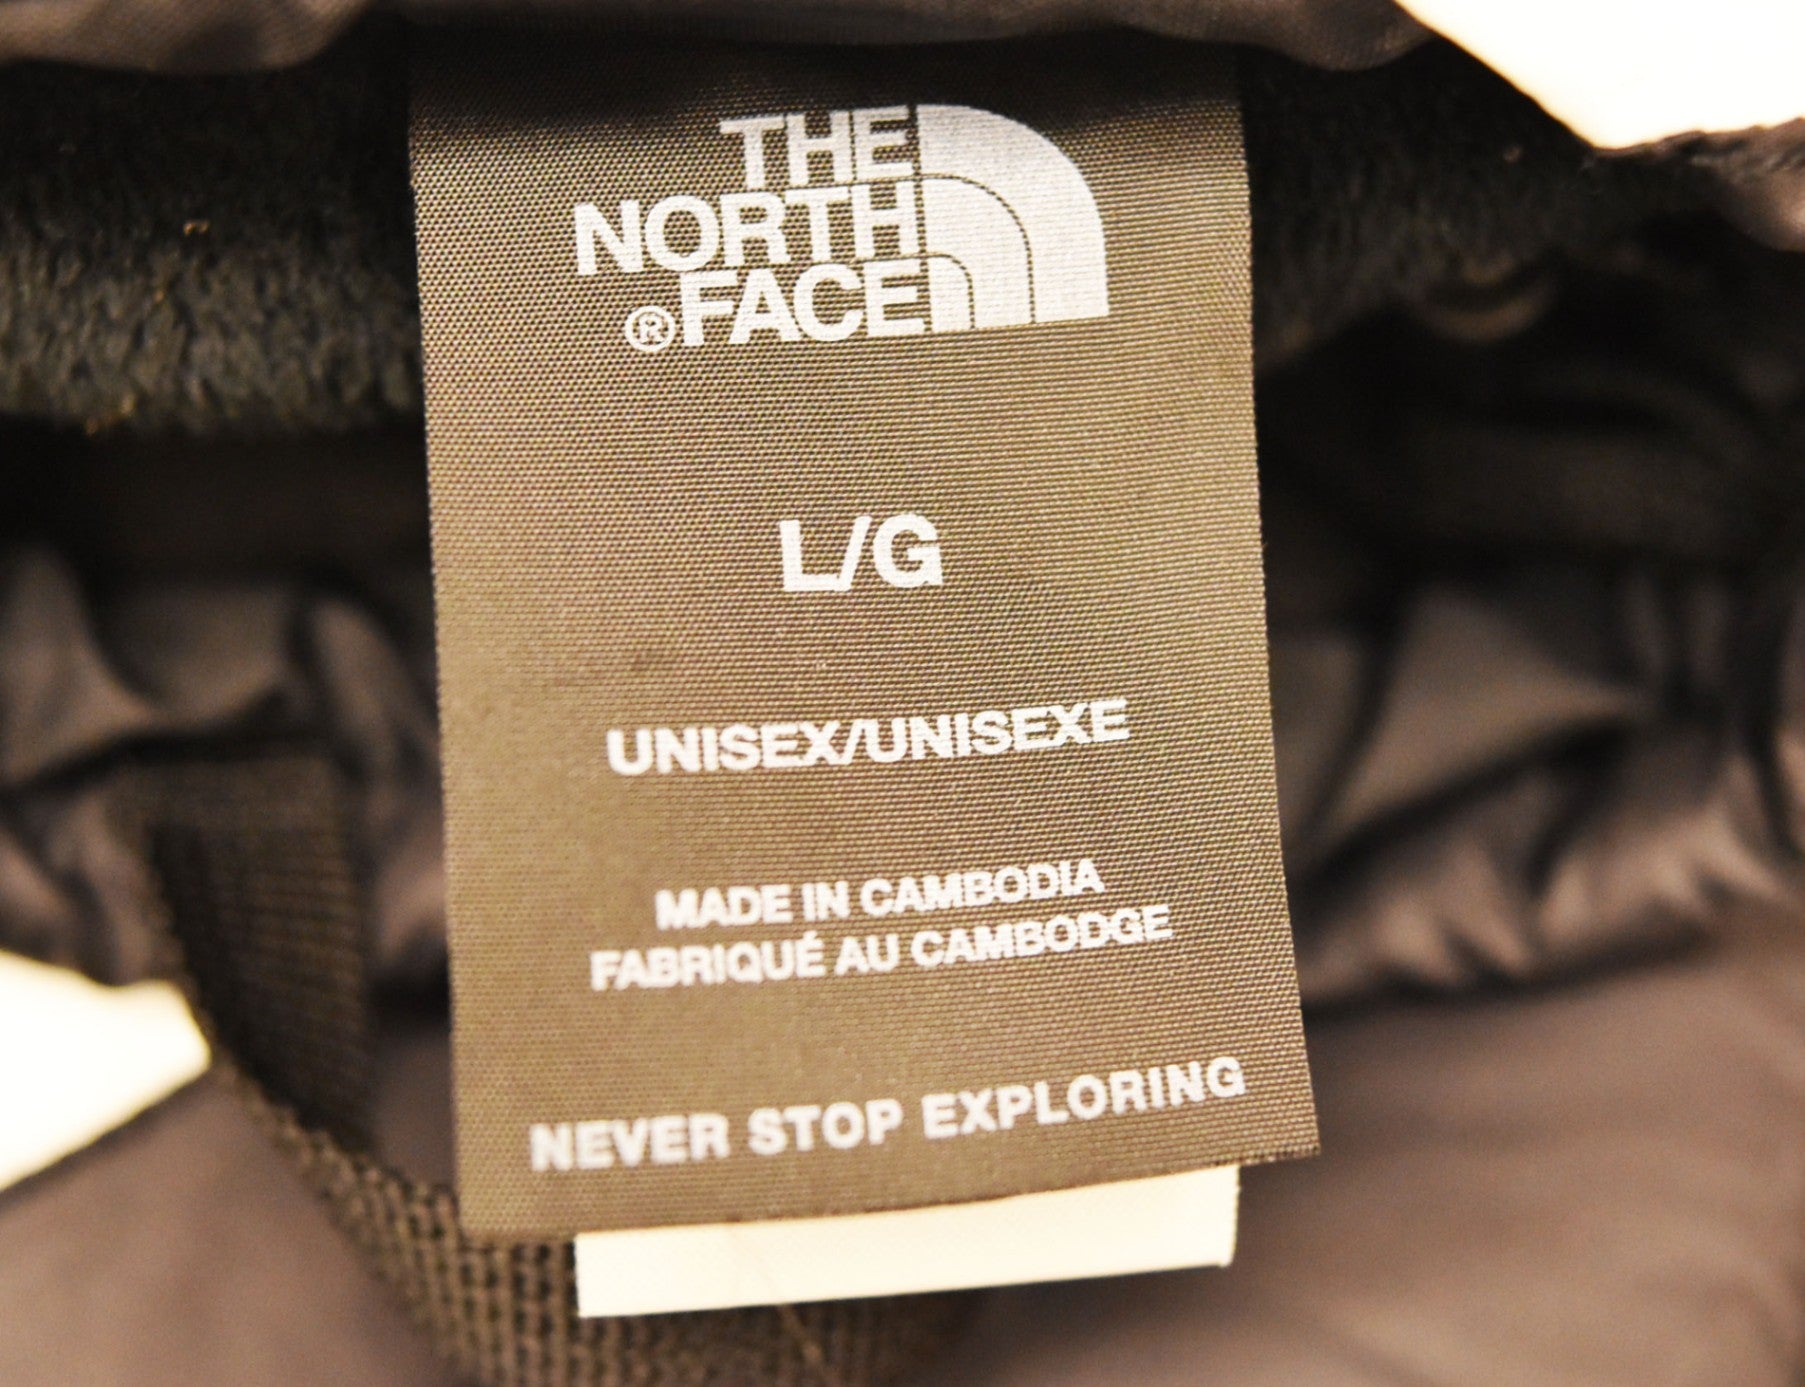 THE
NORTH
®FACE
L/G
UNISEX/UNISEXE
MADE IN CAMBODIA
FABRIQUÉ AU CAMBODGE
NEVER STOP EXPLORING